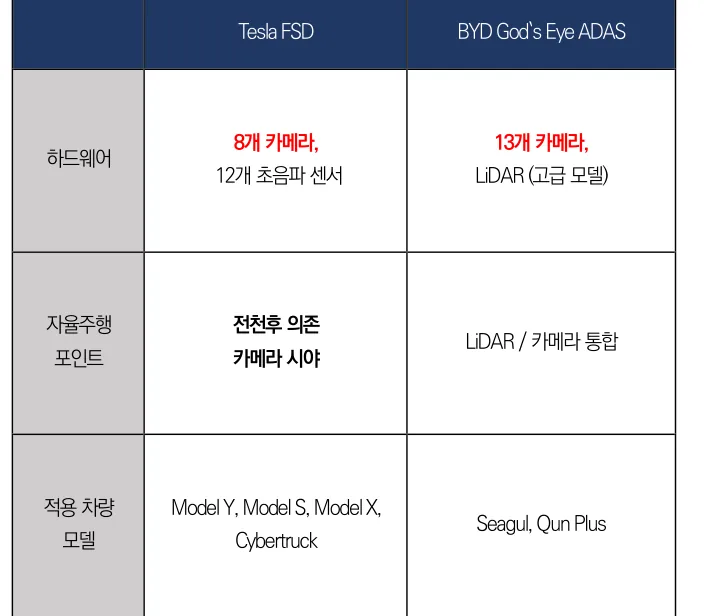 Tesla FSD
BYD God`s Eye ADAS
하드웨어
8개 카메라,
12개 초음파 센서
13개 카메라,
LiDAR (고급 모델)
자율주행
포인트
전천후 의존
카메라 시야
LiDAR / 카메라 통합
적용 차량
모델
Model Y, Model S, Model X,
Cybertruck
Seagul, Qun Plus